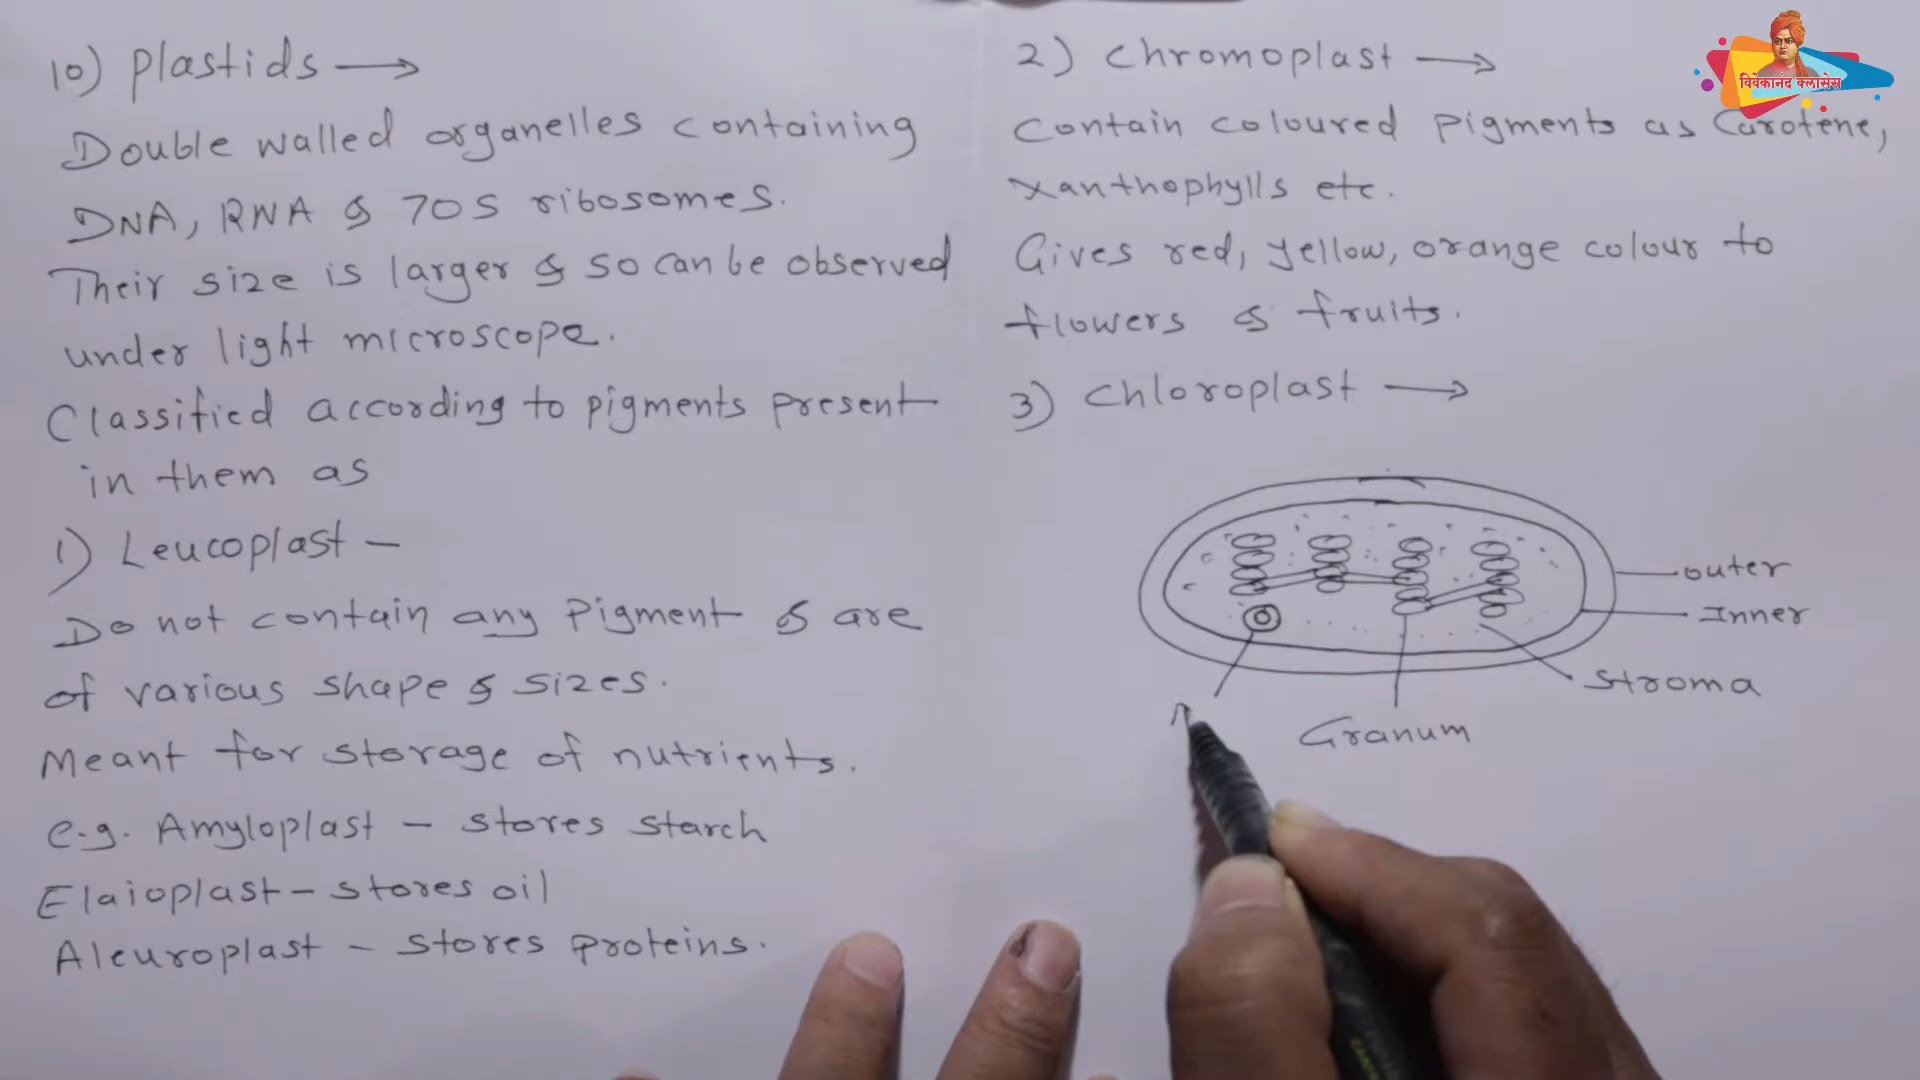 10) Plastids →
Double walled organelles containing
DNA, RNA & 70S ribosomes.
Their size is larger & so can be observed
under light microscope.
Classified according to pigments present
in them as
1) Leucoplast –
Do not contain any Pigment & are
of various shape & sizes.
Meant for storage of nutrients.
e.g. Amyloplast – stores starch
Elaioplast – stores oil
Aleuroplast – stores proteins.
2) Chromoplast →
Contain coloured pigments as Carotene,
Xanthophylls etc.
Gives red, yellow, orange colour to
flowers & fruits.
3) Chloroplast →
outer
Inner
Stroma
Granum
विवेकानंद क्लासेस